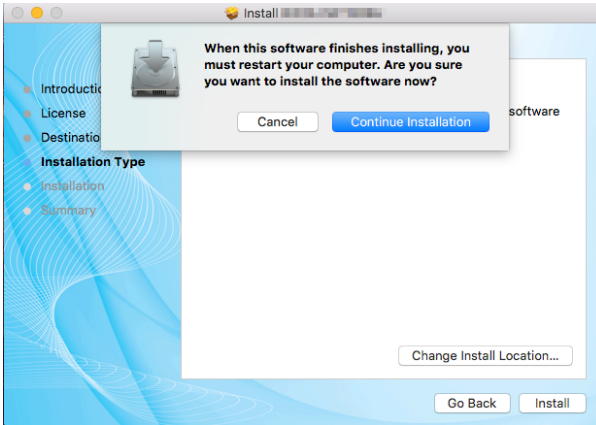 Install
When this software finishes installing, you
must restart your computer. Are you sure
you want to install the software now?
Cancel
Continue Installation
Introductio
License
Destinatio
Installation Type
Installation
Summary
software
Change Install Location...
Go Back
Install